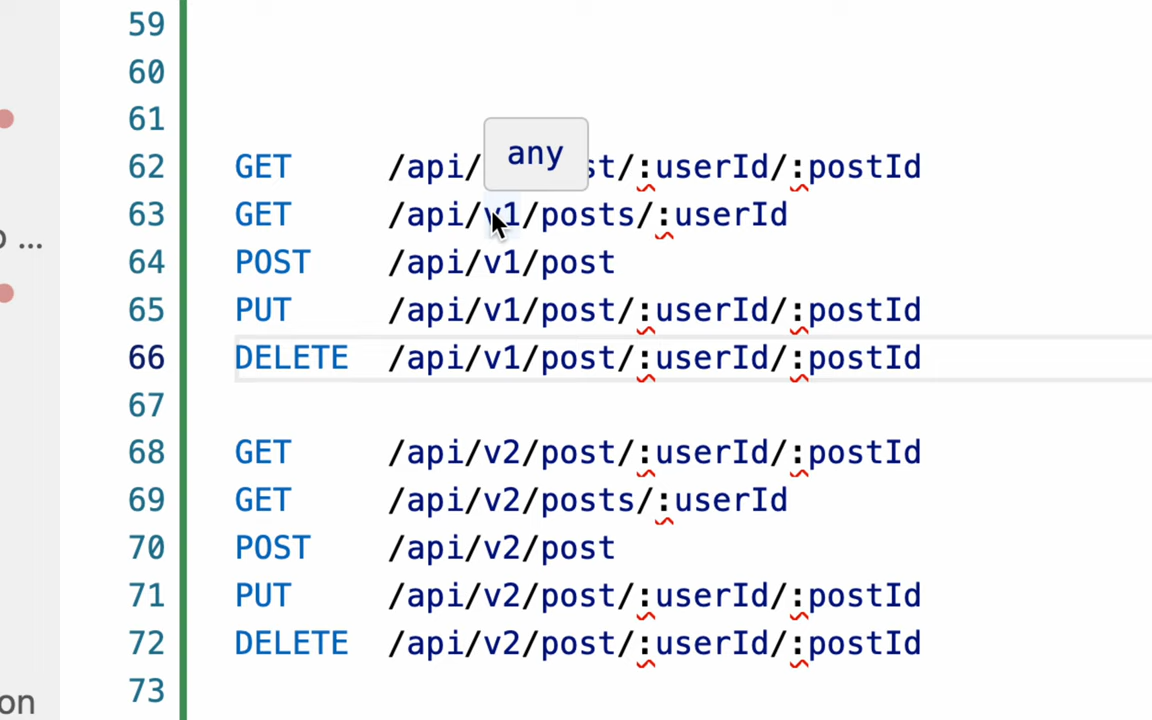 59
60
61
any
62 GET /api/ st/:userId/:postId
63 GET /api/v1/posts/:userId
64 POST /api/v1/post
65 PUT /api/v1/post/:userId/:postId
66 DELETE /api/v1/post/:userId/:postId
67
68 GET /api/v2/post/:userId/:postId
69 GET /api/v2/posts/:userId
70 POST /api/v2/post
71 PUT /api/v2/post/:userId/:postId
72 DELETE /api/v2/post/:userId/:postId
73
...
on